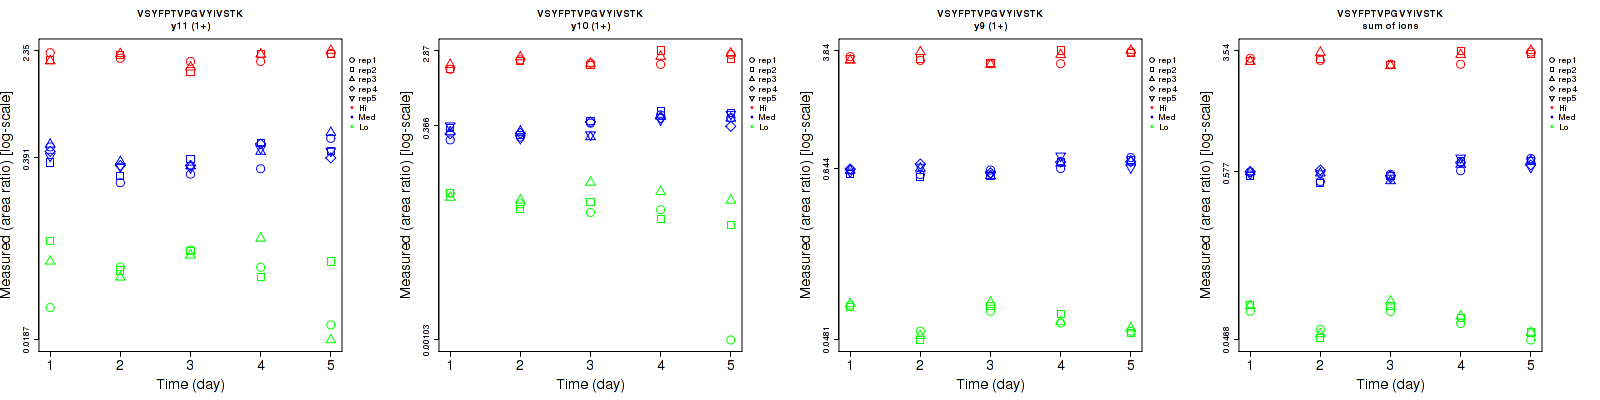 VSYFPTVPGVYIVSTK
y11 (1+)
Measured (area ratio) [log-scale]
2.35
0.391
0.0187
1 2 3 4 5
Time (day)
rep1
rep2
rep3
rep4
rep5
Hi
Med
Lo
VSYFPTVPGVYIVSTK
y10 (1+)
Measured (area ratio) [log-scale]
2.87
0.366
0.00103
1 2 3 4 5
Time (day)
rep1
rep2
rep3
rep4
rep5
Hi
Med
Lo
VSYFPTVPGVYIVSTK
y9 (1+)
Measured (area ratio) [log-scale]
3.84
0.644
0.0481
1 2 3 4 5
Time (day)
rep1
rep2
rep3
rep4
rep5
Hi
Med
Lo
VSYFPTVPGVYIVSTK
sum of ions
Measured (area ratio) [log-scale]
3.54
0.577
0.0468
1 2 3 4 5
Time (day)
rep1
rep2
rep3
rep4
rep5
Hi
Med
Lo